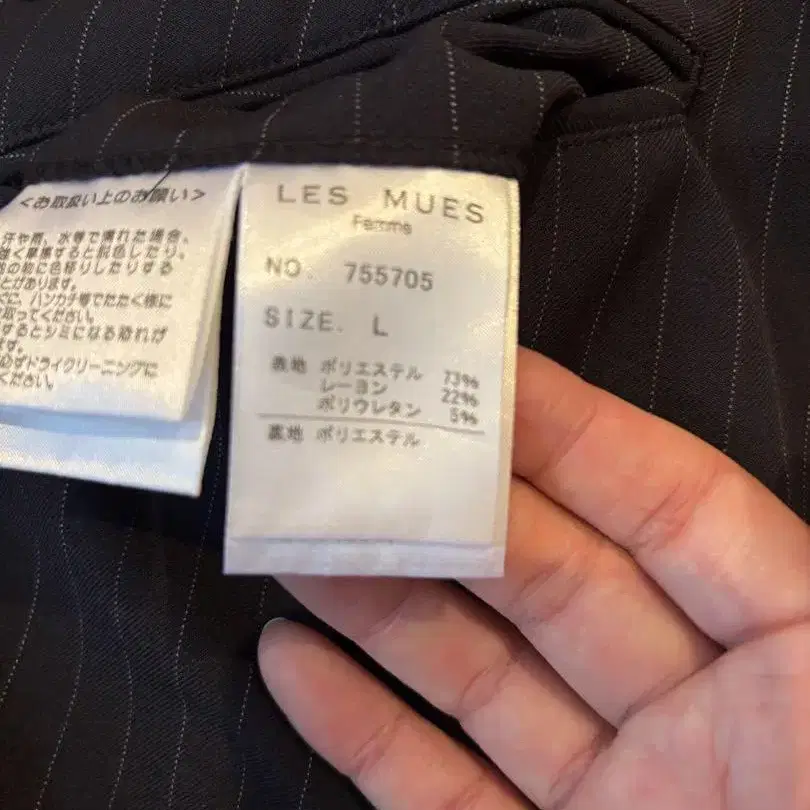 <お取扱い上のお願い>
汗や雨、水等で濡れた場合、
強く摩擦すると脱色したり、
の物に色移りしたりする
とがあります。
に、ハンカチ等でたたく様に
取ってください。
するとシミになる恐れが
ます。
必ずドライクリーニングに
ください。
LES MUES
Femme
NO. 755705
SIZE. L
表地 ポリエステル 73%
レーヨン 22%
ポリウレタン 5%
裏地 ポリエステル